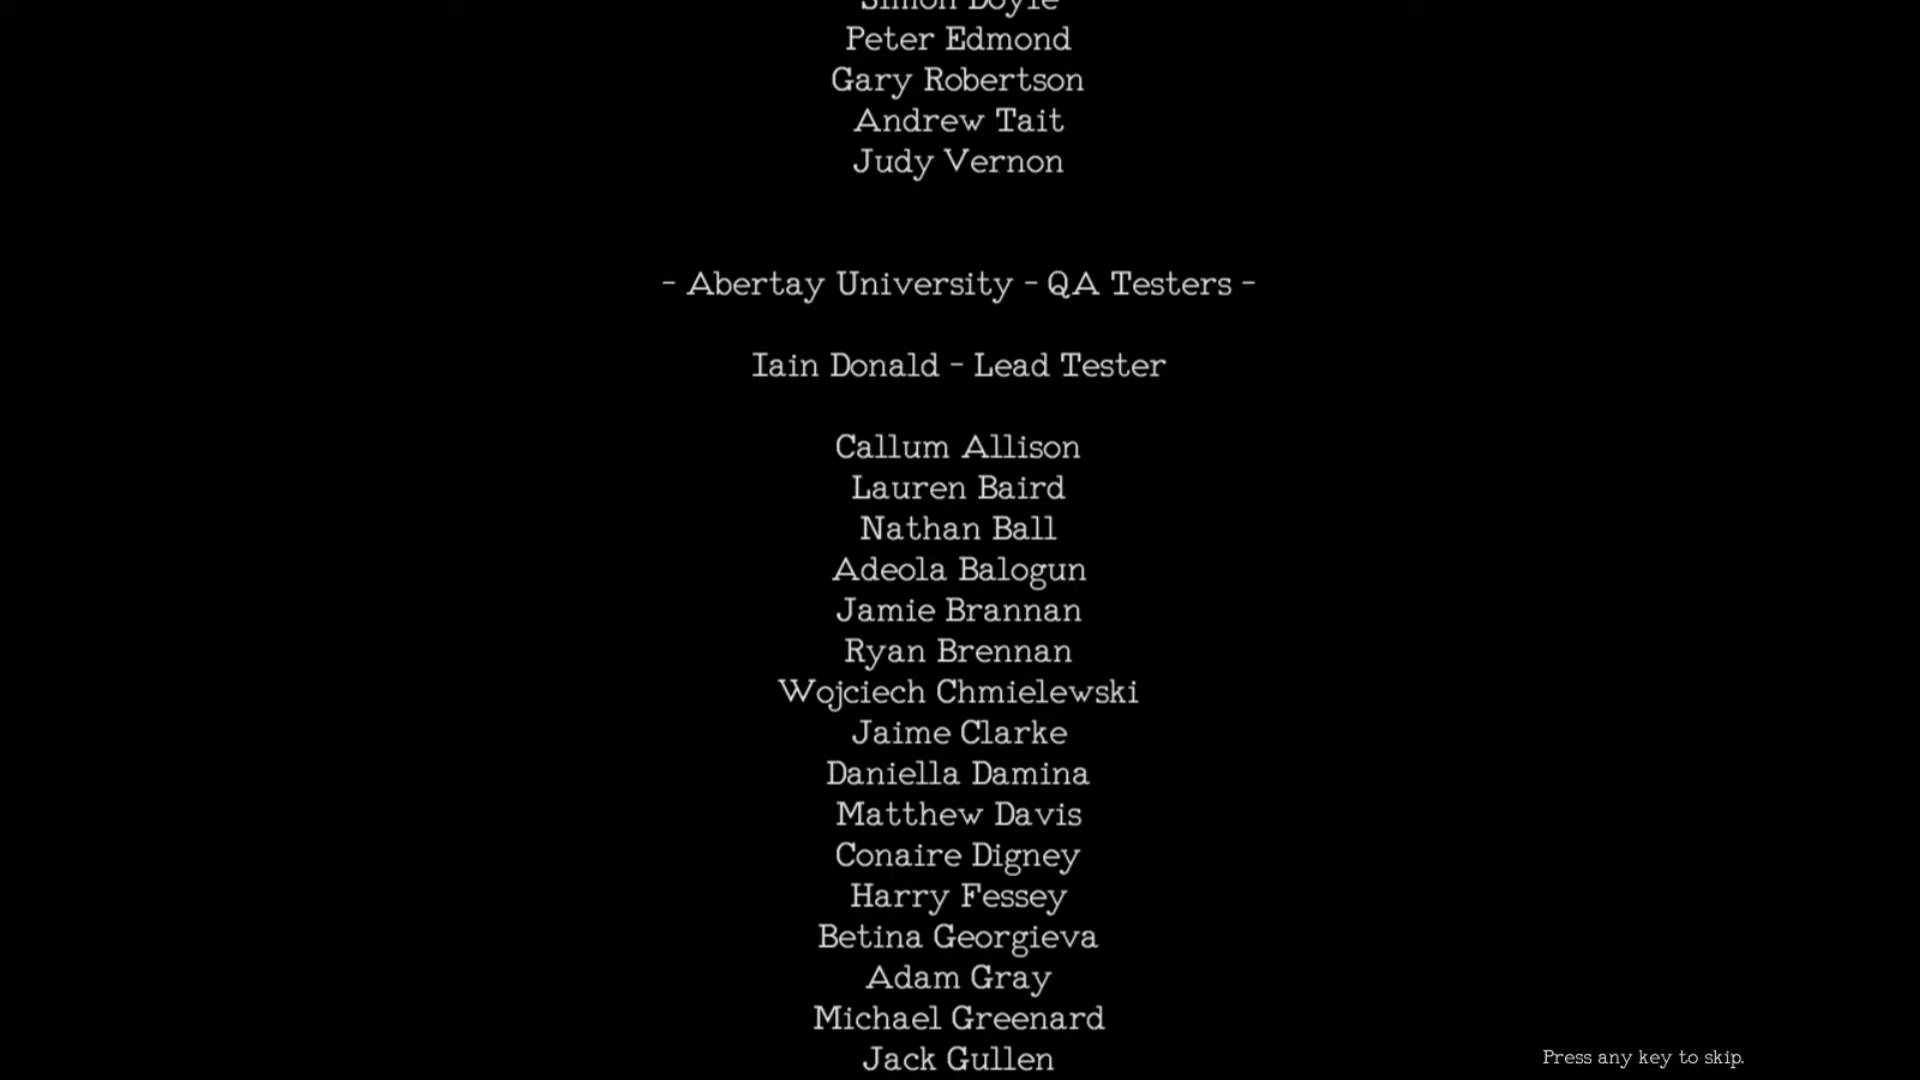 Simon Doyle
Peter Edmond
Gary Robertson
Andrew Tait
Judy Vernon
- Abertay University - QA Testers -
Iain Donald - Lead Tester
Callum Allison
Lauren Baird
Nathan Ball
Adeola Balogun
Jamie Brannan
Ryan Brennan
Wojciech Chmielewski
Jaime Clarke
Daniella Damina
Matthew Davis
Conaire Digney
Harry Fessey
Betina Georgieva
Adam Gray
Michael Greenard
Jack Gullen
Press any key to skip.